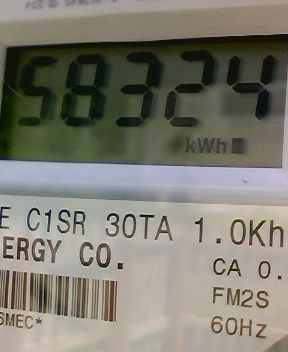 58324
kWh
E C1SR 30TA 1.0Kh
ERGY CO.
CA 0.
FM2S
6MEC*
60Hz